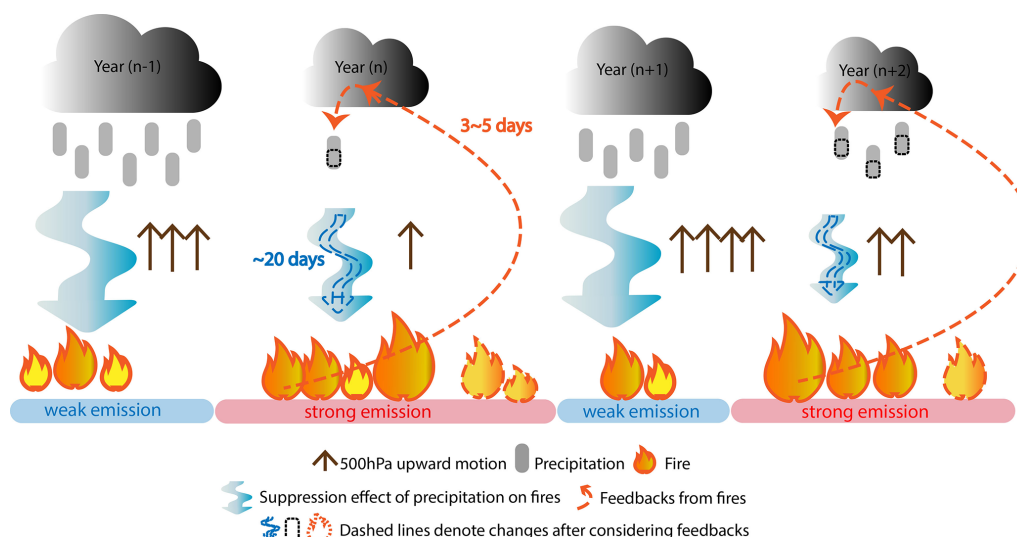 Year (n-1)
Year (n)
Year (n+1)
Year (n+2)
3~5 days
~20 days
weak emission
strong emission
weak emission
strong emission
500hPa upward motion
Precipitation
Fire
Suppression effect of precipitation on fires
Feedbacks from fires
Dashed lines denote changes after considering feedbacks